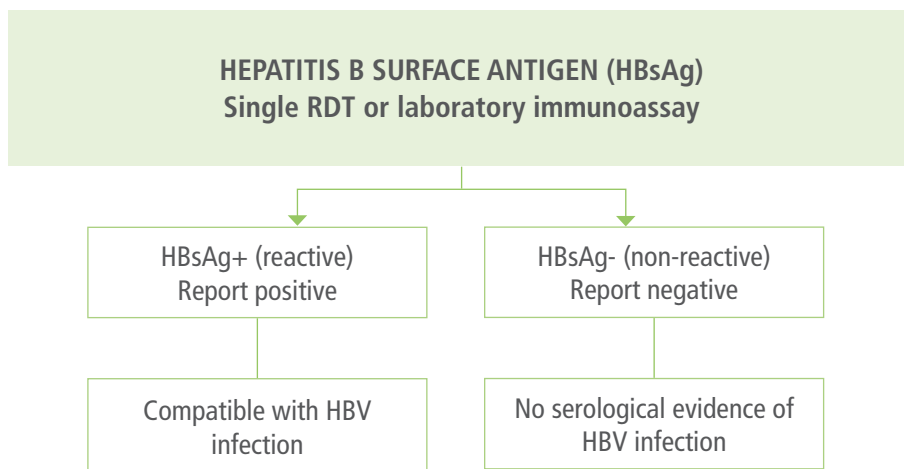 HEPATITIS B SURFACE ANTIGEN (HBsAg)
Single RDT or laboratory immunoassay
HBsAg+ (reactive)
Report positive
HBsAg- (non-reactive)
Report negative
Compatible with HBV
infection
No serological evidence of
HBV infection